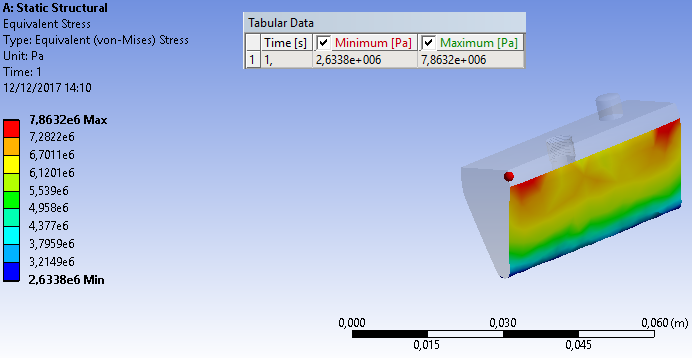 A: Static Structural
Equivalent Stress
Type: Equivalent (von-Mises) Stress
Unit: Pa
Time: 1
12/12/2017 14:10
Tabular Data
Time [s] Minimum [Pa] Maximum [Pa]
1 1, 2,6338e+006 7,8632e+006
7,8632e6 Max
7,2822e6
6,7011e6
6,1201e6
5,539e6
4,958e6
4,377e6
3,7959e6
3,2149e6
2,6338e6 Min
0,000 0,030 0,060 (m)
0,015 0,045